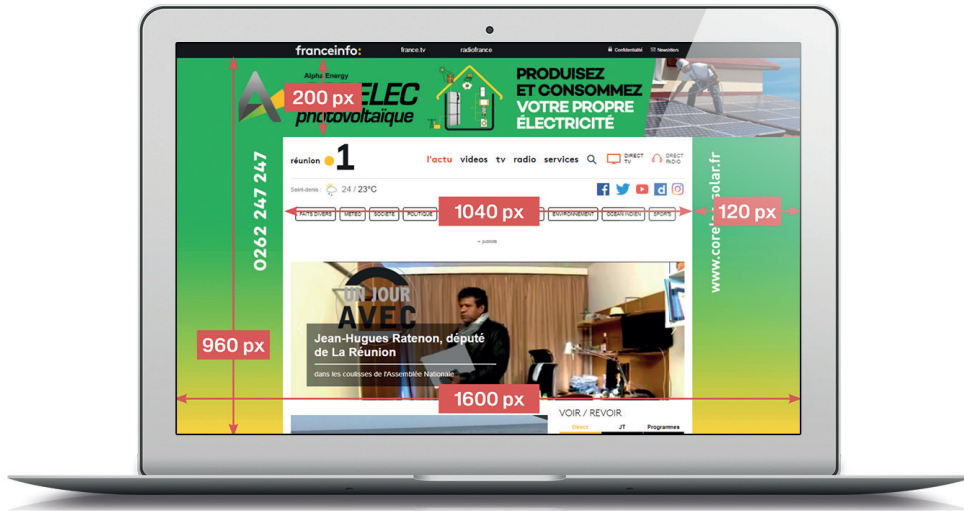 franceinfo: france.tv radiofrance Confidentialité Newsletters
Alpha Energy
200 px ELEC
photovoltaïque
PRODUISEZ
ET CONSOMMEZ
VOTRE PROPRE
ÉLECTRICITÉ
0262 247 247
réunion 1
l'actu videos tv radio services DIRECT TV DIRECT RADIO
Saint-denis : 24 / 23°C
1040 px
120 px
FAITS DIVERS METEO SOCIETE POLITIQUE ENVIRONNEMENT OCEAN INDIEN SPORTS
publicité
UN JOUR
AVEC
Jean-Hugues Ratenon, député
de La Réunion
dans les coulisses de l'Assemblée Nationale
960 px
1600 px
VOIR / REVOIR
Direct JT Programmes